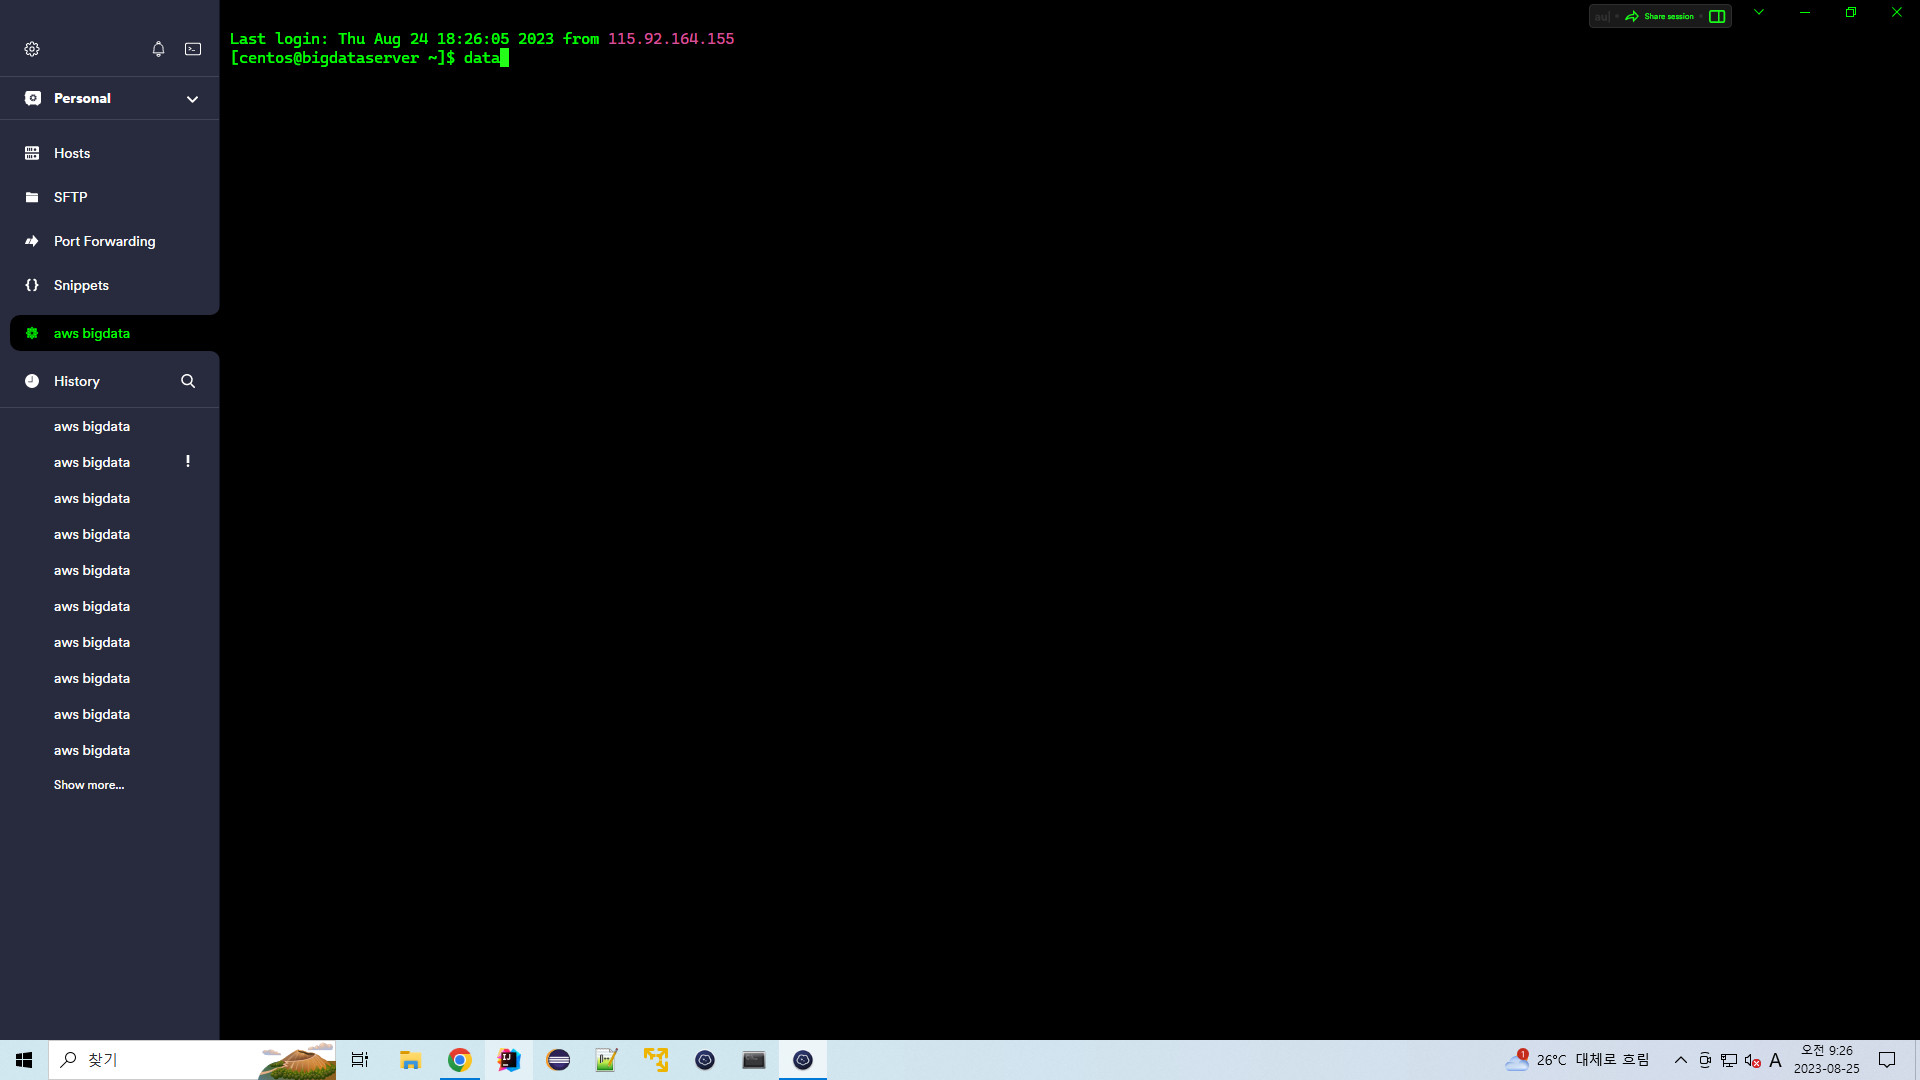 Share session
Last login: Thu Aug 24 18:26:05 2023 from 115.92.164.155
[centos@bigdataserver ~]$ data
Personal
Hosts
SFTP
Port Forwarding
Snippets
aws bigdata
History
aws bigdata
aws bigdata !
aws bigdata
aws bigdata
aws bigdata
aws bigdata
aws bigdata
aws bigdata
aws bigdata
aws bigdata
Show more...
찾기
1
26°C 대체로 흐림
A
오전 9:26
2023-08-25